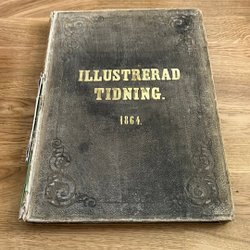 ILLUSTRERAD
TIDNING.
1864.